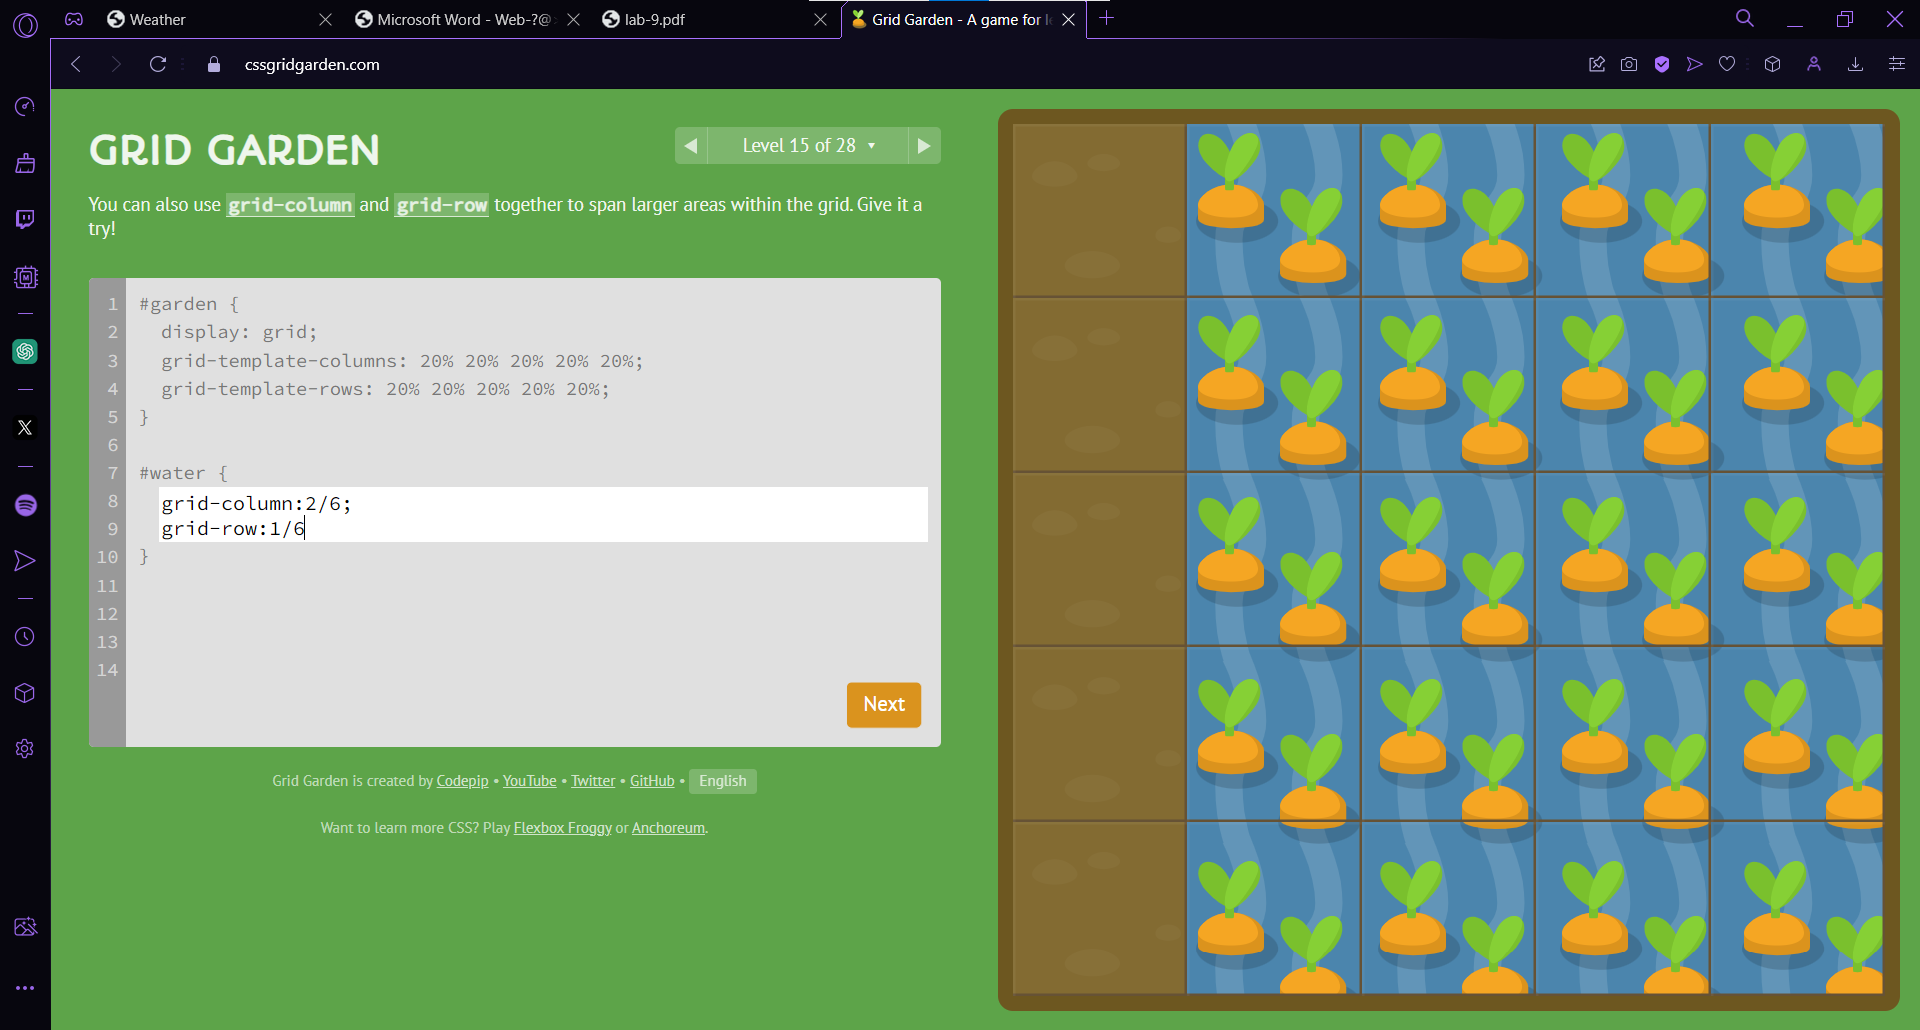 Weather
Microsoft Word - Web-?@
lab-9.pdf
Grid Garden - A game for l
cssgridgarden.com
GRID GARDEN
Level 15 of 28
You can also use grid-column and grid-row together to span larger areas within the grid. Give it a
try!
1 #garden {
2 display: grid;
3 grid-template-columns: 20% 20% 20% 20% 20%;
4 grid-template-rows: 20% 20% 20% 20% 20%;
5 }
6
7 #water {
8 grid-column:2/6;
9 grid-row:1/6
10 }
11
12
13
14
Next
Grid Garden is created by Codepip • YouTube • Twitter • GitHub • English
Want to learn more CSS? Play Flexbox Froggy or Anchoreum.